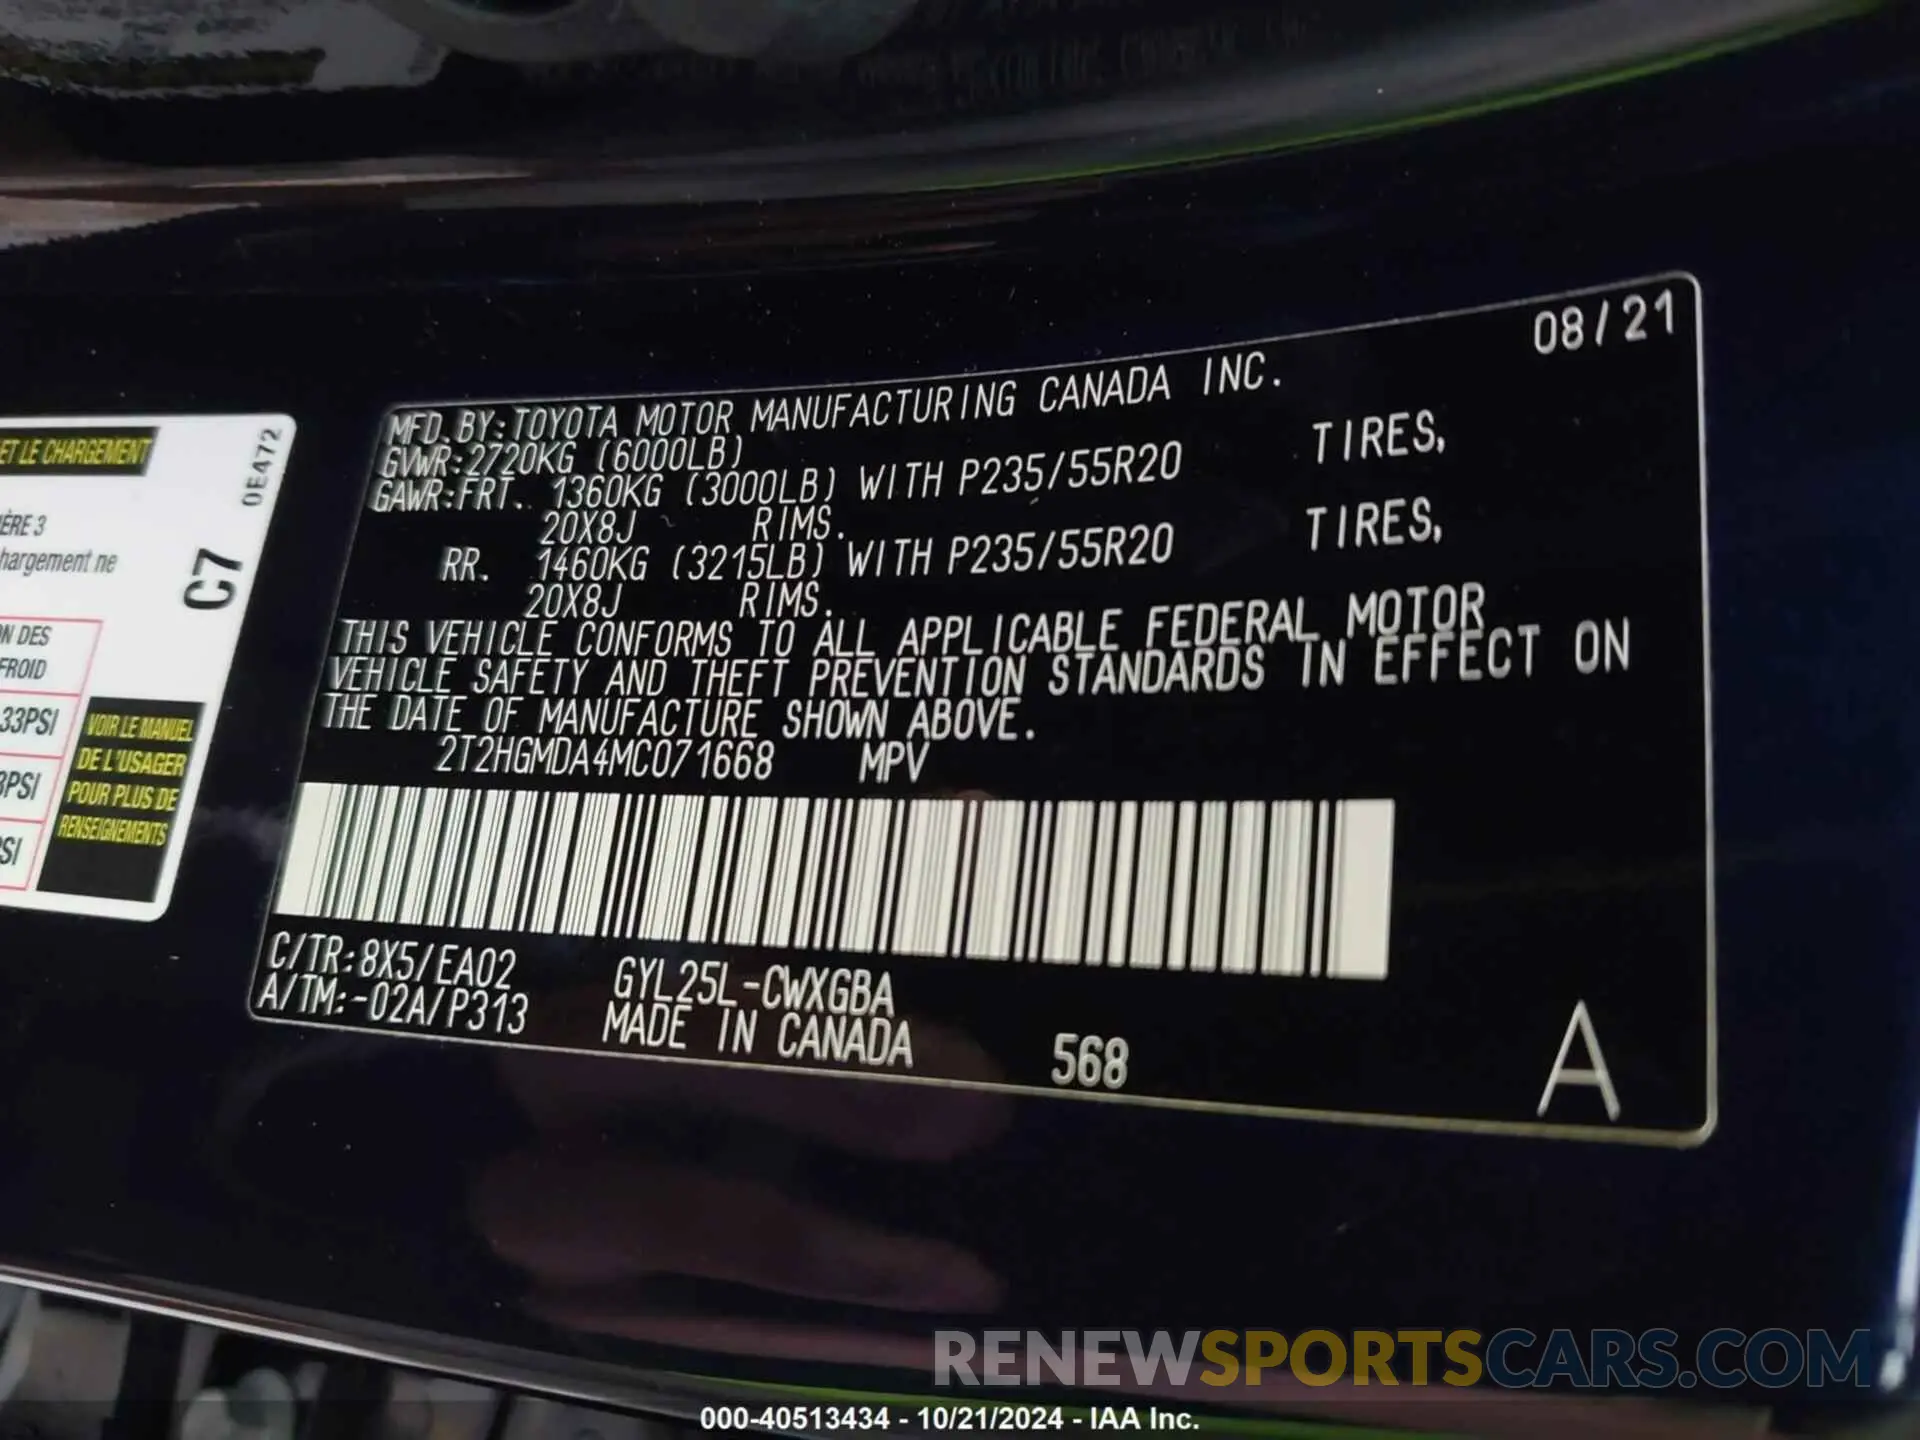 08/21
MFD. BY: TOYOTA MOTOR MANUFACTURING CANADA INC.
GVWR: 2720KG (6000LB)
GAWR: FRT. 1360KG (3000LB) WITH P235/55R20 TIRES,
20X8J RIMS.
RR. 1460KG (3215LB) WITH P235/55R20 TIRES,
20X8J RIMS.
THIS VEHICLE CONFORMS TO ALL APPLICABLE FEDERAL MOTOR
VEHICLE SAFETY AND THEFT PREVENTION STANDARDS IN EFFECT ON
THE DATE OF MANUFACTURE SHOWN ABOVE.
2T2HGMDA4MC071668 MPV
C/TR: 8X5/EA02 GYL25L-CWXGBA
A/TM: -02A/P313 MADE IN CANADA 568
A
ET LE CHARGEMENT
0E472
C7
3
ne
DES
33PSI
PSI
VOIR LE MANUEL
DE L'USAGER
POUR PLUS DE
RENSEIGNEMENTS
RENEWSPORTSCARS.COM
000-40513434 - 10/21/2024 - IAA Inc.